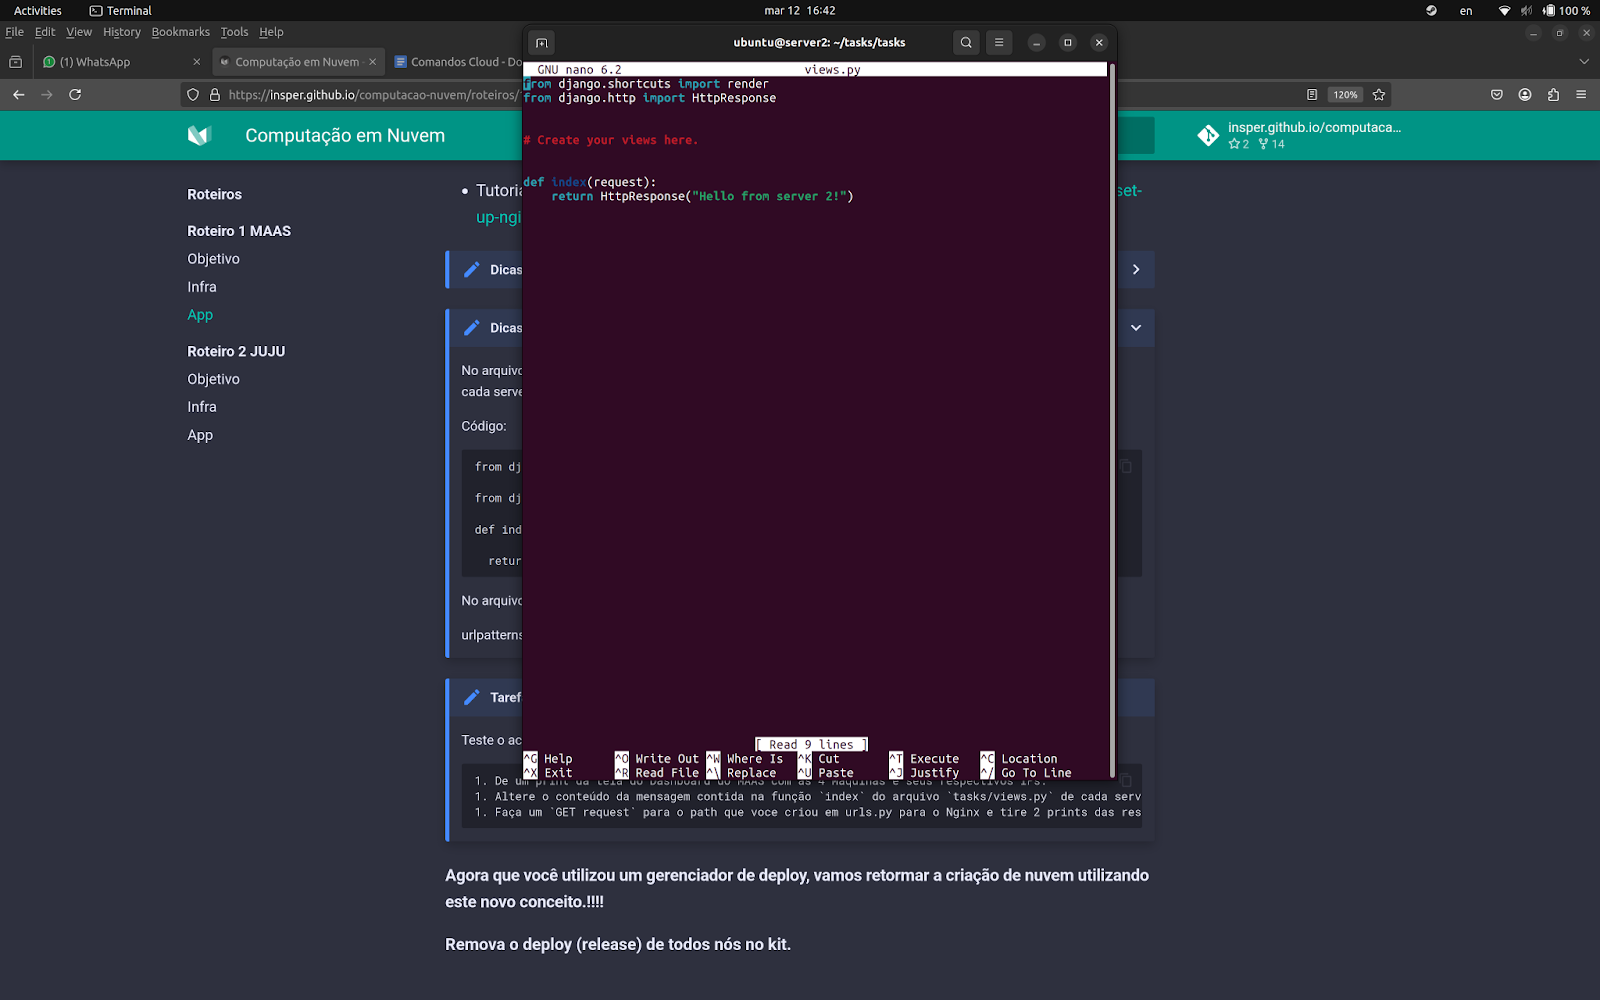 Activities
Terminal
mar 12 16:42
en
100 %
File Edit View History Bookmarks Tools Help
(1) WhatsApp
Computação em Nuvem -
Comandos Cloud - Do
https://insper.github.io/computacao-nuvem/roteiros/
120%
Computação em Nuvem
insper.github.io/computaca...
2 14
Roteiros
Roteiro 1 MAAS
Objetivo
Infra
App
Roteiro 2 JUJU
Objetivo
Infra
App
Tutoria
set-
up-ngi
Dicas
Dicas
No arquivo
cada serve
Código:
from dj
from dj
def ind
retur
No arquivo
urlpatterns
Taref
Teste o ac
ubuntu@server2: ~/tasks/tasks
GNU nano 6.2 views.py
from django.shortcuts import render
from django.http import HttpResponse
# Create your views here.
def index(request):
return HttpResponse("Hello from server 2!")
[ Read 9 lines ]
^G Help ^O Write Out ^W Where Is ^K Cut ^T Execute ^C Location
^X Exit ^R Read File ^\ Replace ^U Paste ^J Justify ^/ Go To Line
1. De um print da tela do Dashboard do MAAS com as 4 Maquinas e seus respectivos IPs.
1. Altere o conteúdo da mensagem contida na função `index` do arquivo `tasks/views.py` de cada serv
1. Faça um `GET request` para o path que voce criou em urls.py para o Nginx e tire 2 prints das res
Agora que você utilizou um gerenciador de deploy, vamos retormar a criação de nuvem utilizando
este novo conceito.!!!!
Remova o deploy (release) de todos nós no kit.